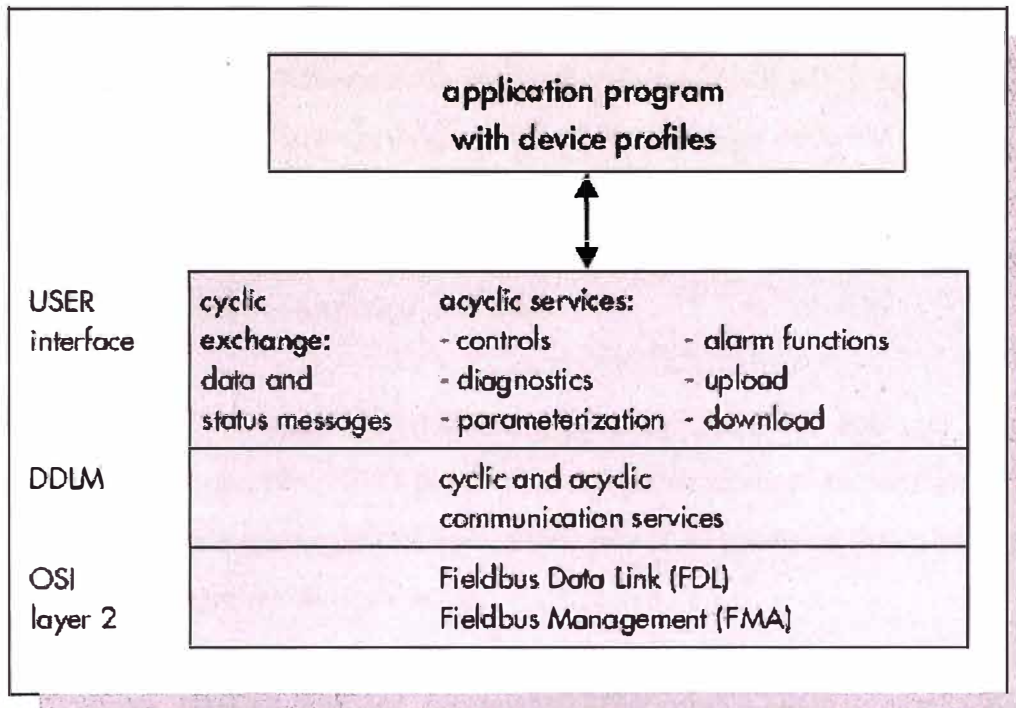 application program
with device profiles
USER
interface
cyclic
exchange:
data and
status messages
acyclic services:
- controls
- diagnostics
- parameterization
- alarm functions
- upload
- download
DDLM
cyclic and acyclic
communication services
OSI
layer 2
Fieldbus Data Link (FDL)
Fieldbus Management (FMA)